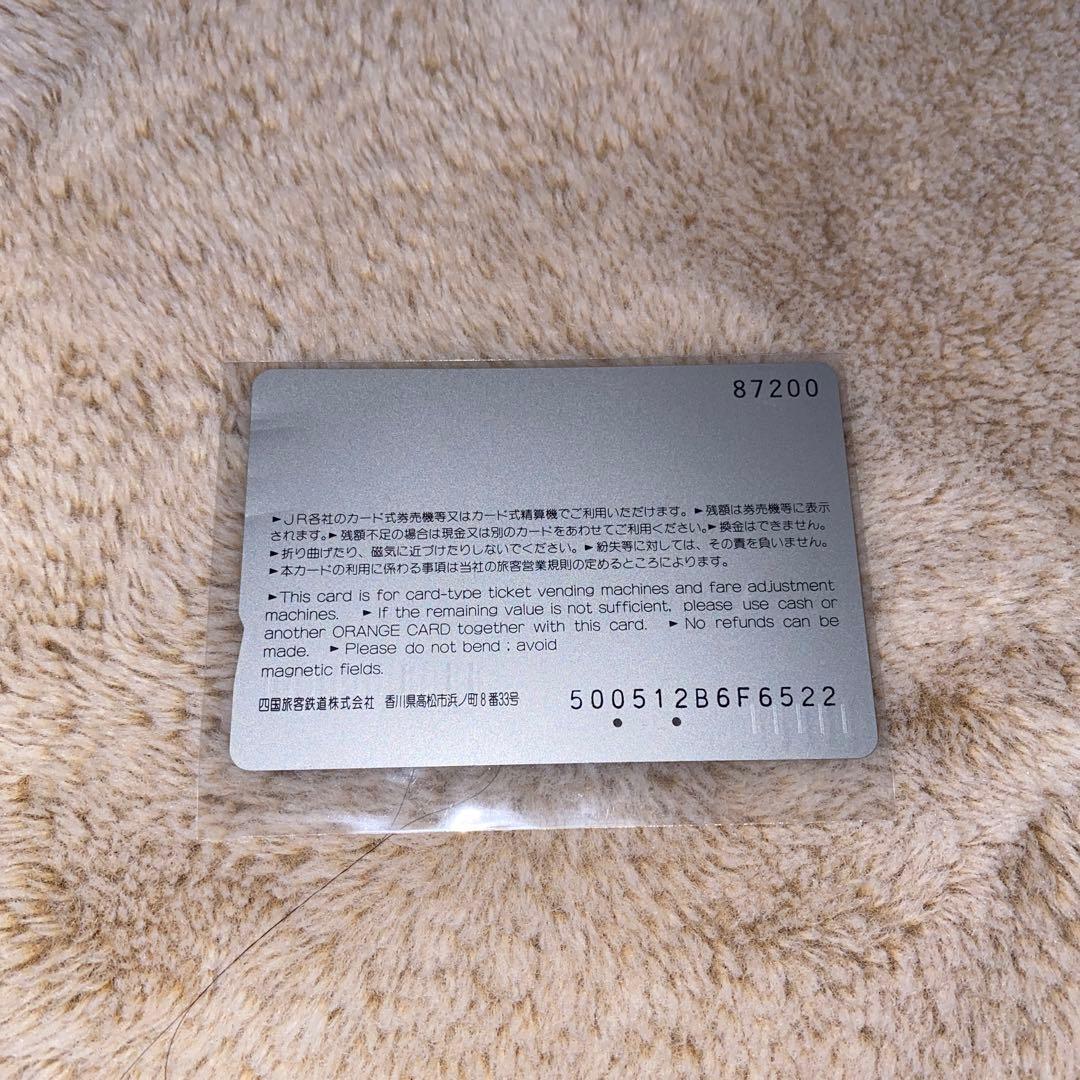 87200
►JR各社のカード式券売機等又はカード式精算機でご利用いただけます。►残額は券売機等に表示
されます。►残額不足の場合は現金又は別のカードをあわせてご利用ください。►換金はできません。
►折り曲げたり、磁気に近づけたりしないでください。►紛失等に対しては、その責を負いません。
►本カードの利用に係わる事項は当社の旅客営業規則の定めるところによります。
►This card is for card-type ticket vending machines and fare adjustment
machines. ►If the remaining value is not sufficient, please use cash or
another ORANGE CARD together with this card. ►No refunds can be
made. ►Please do not bend ; avoid
magnetic fields.
四国旅客鉄道株式会社 香川県高松市浜ノ町8番33号
500512B6F6522